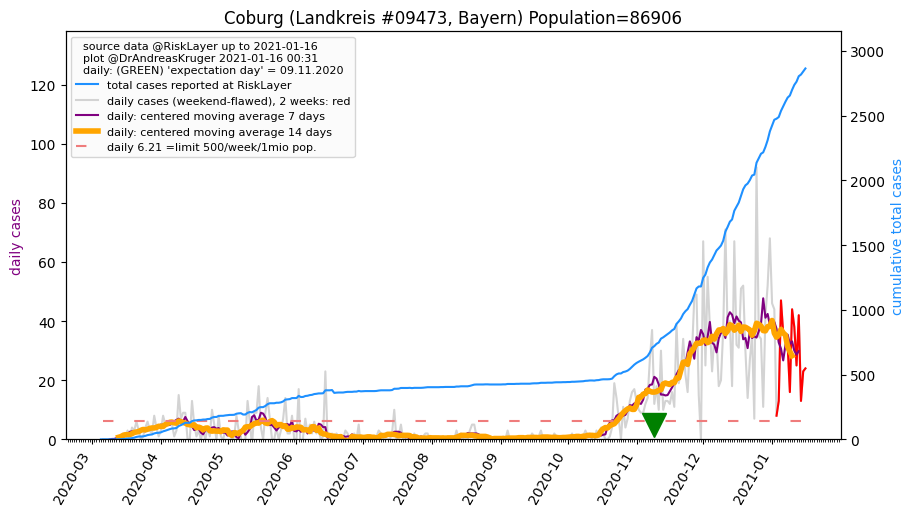 Coburg (Landkreis #09473, Bayern) Population=86906
source data @RiskLayer up to 2021-01-16
plot @DrAndreasKruger 2021-01-16 00:31
daily: (GREEN) 'expectation day' = 09.11.2020
total cases reported at RiskLayer
daily cases (weekend-flawed), 2 weeks: red
daily: centered moving average 7 days
daily: centered moving average 14 days
daily 6.21 =limit 500/week/1mio pop.
daily cases
120
100
80
60
40
20
0
cumulative total cases
3000
2500
2000
1500
1000
500
0
2020-03
2020-04
2020-05
2020-06
2020-07
2020-08
2020-09
2020-10
2020-11
2020-12
2021-01